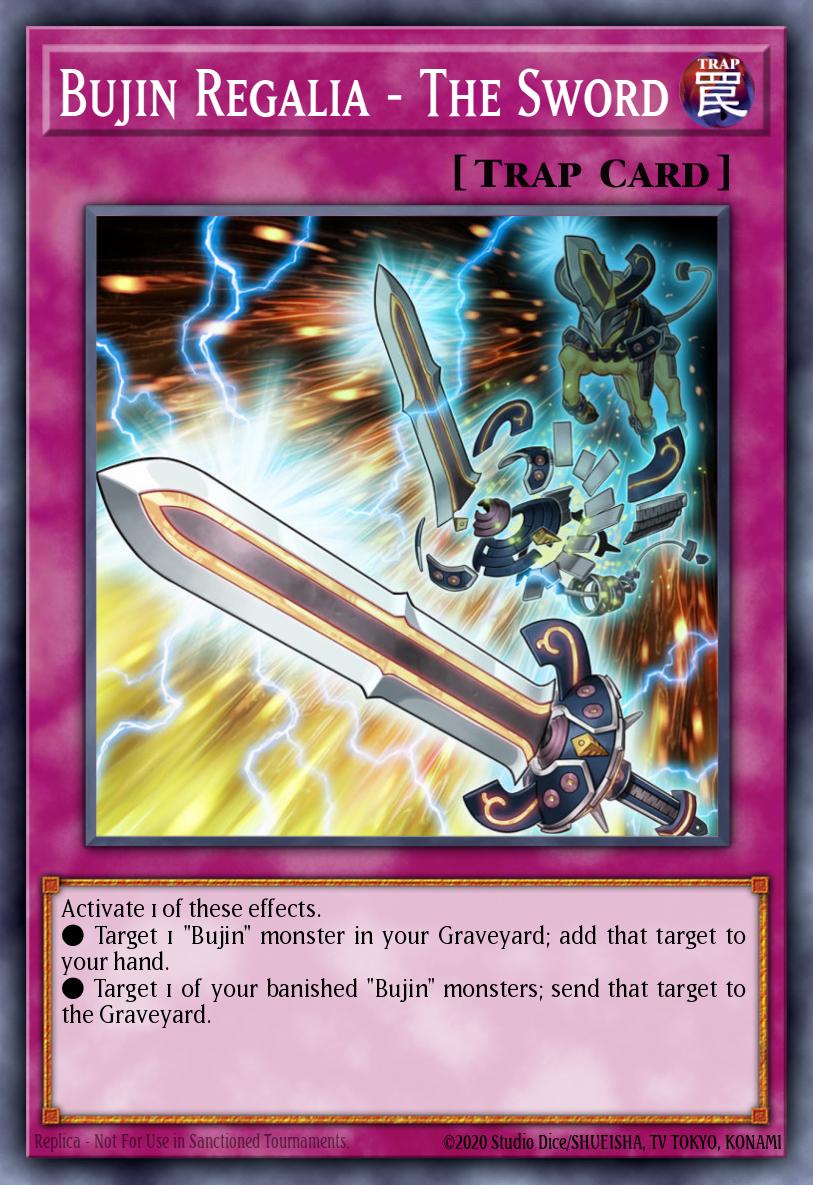 Bujin Regalia - The Sword
TRAP
罠
[Trap Card]
Activate 1 of these effects.
● Target 1 "Bujin" monster in your Graveyard; add that target to
your hand.
● Target 1 of your banished "Bujin" monsters; send that target to
the Graveyard.
Replica - Not For Use in Sanctioned Tournaments.
©2020 Studio Dice/SHUEISHA, TV TOKYO, KONAMI